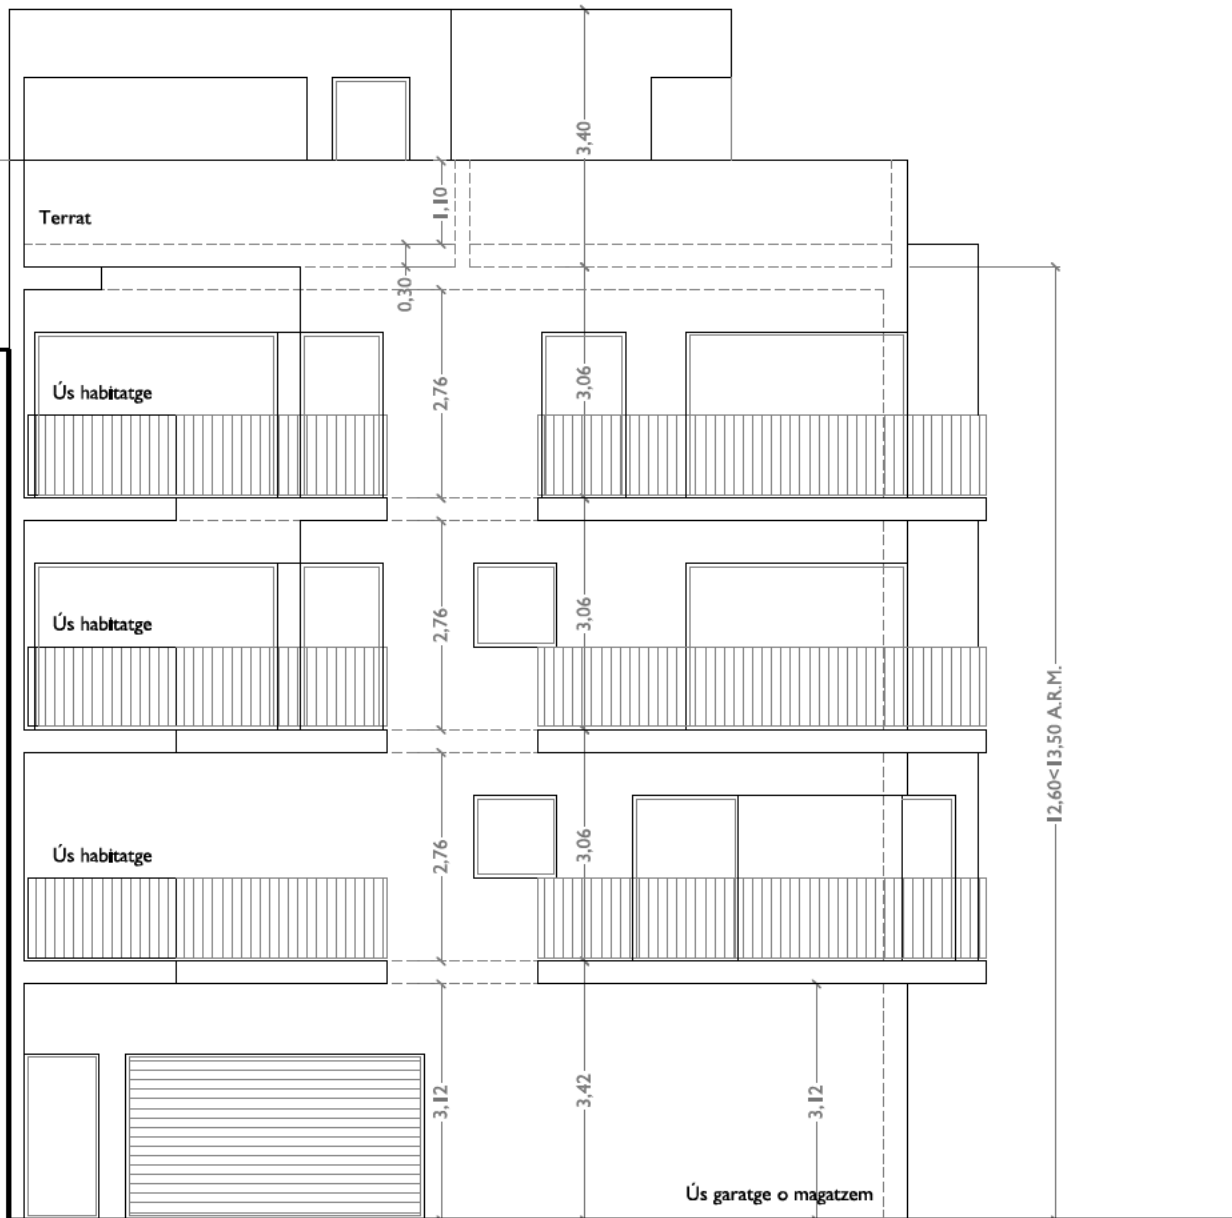 3,40
1,10
Terrat
0,30
Ús habitatge
2,76
3,06
Ús habitatge
2,76
3,06
12,60<13,50 A.R.M.
Ús habitatge
2,76
3,06
3,12
3,42
3,12
Ús garatge o magatzem